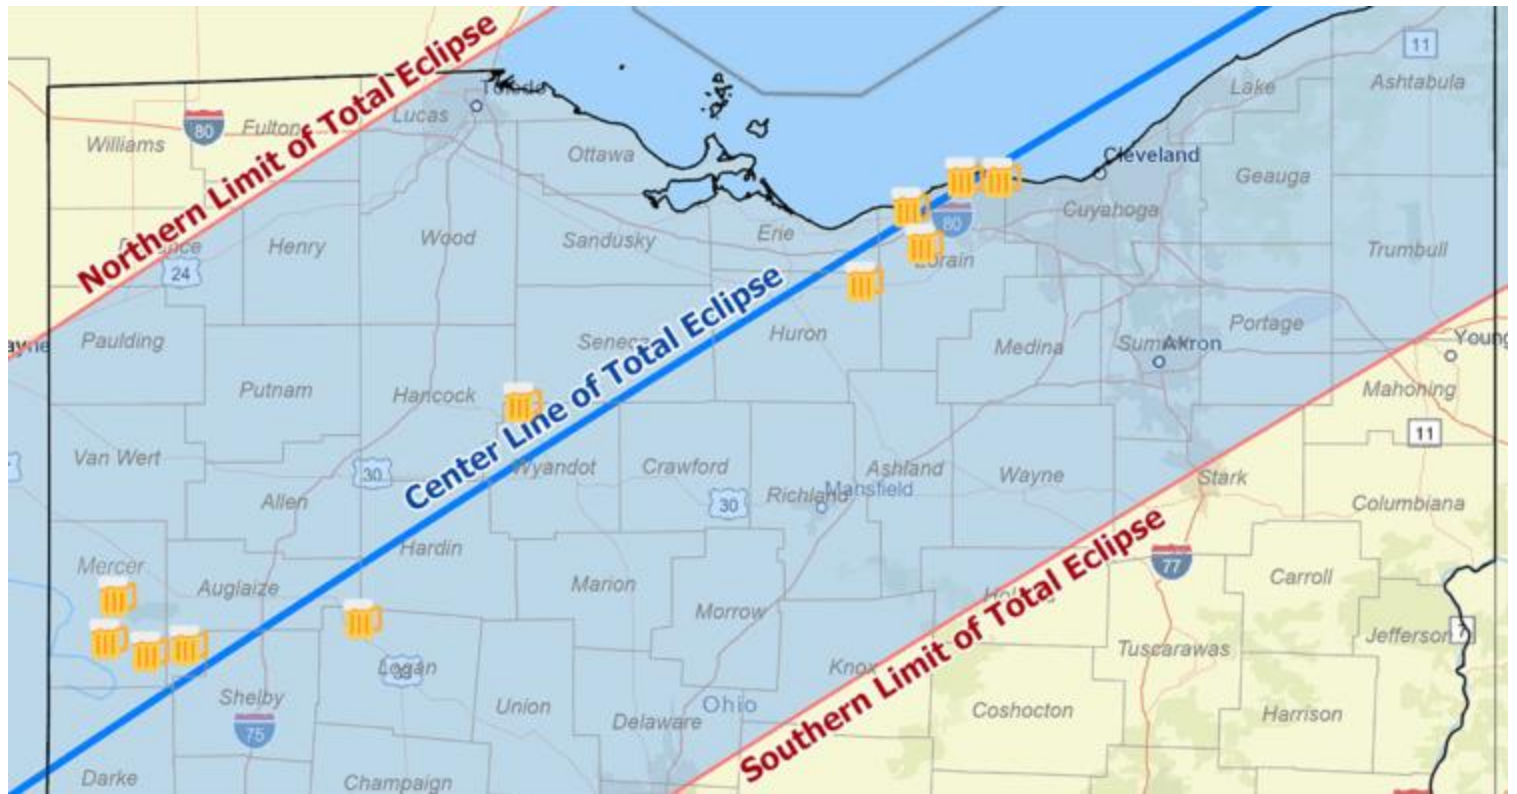 Northern Limit of Total Eclipse
11
Lake
Ashtabula
Toledo
Lucas
80
Fulton
Williams
Ottawa
Cleveland
Geauga
Cuyahoga
80
Erie
Wood
Sandusky
Henry
24
Lorain
Trumbull
Center Line of Total Eclipse
Portage
Huron
Seneca
Paulding
Medina
Akron
Mahoning
Putnam
Hancock
11
Van Wert
30
Wyandot
Crawford
Ashland
Wayne
Stark
Richland
Mansfield
30
Allen
Columbiana
Hardin
Southern Limit of Total Eclipse
77
Mercer
Auglaize
Marion
Morrow
Carroll
Jefferson
7
Tuscarawas
Logan
33
Knox
Shelby
75
Union
Delaware
Ohio
Coshocton
Harrison
Darke
Champaign